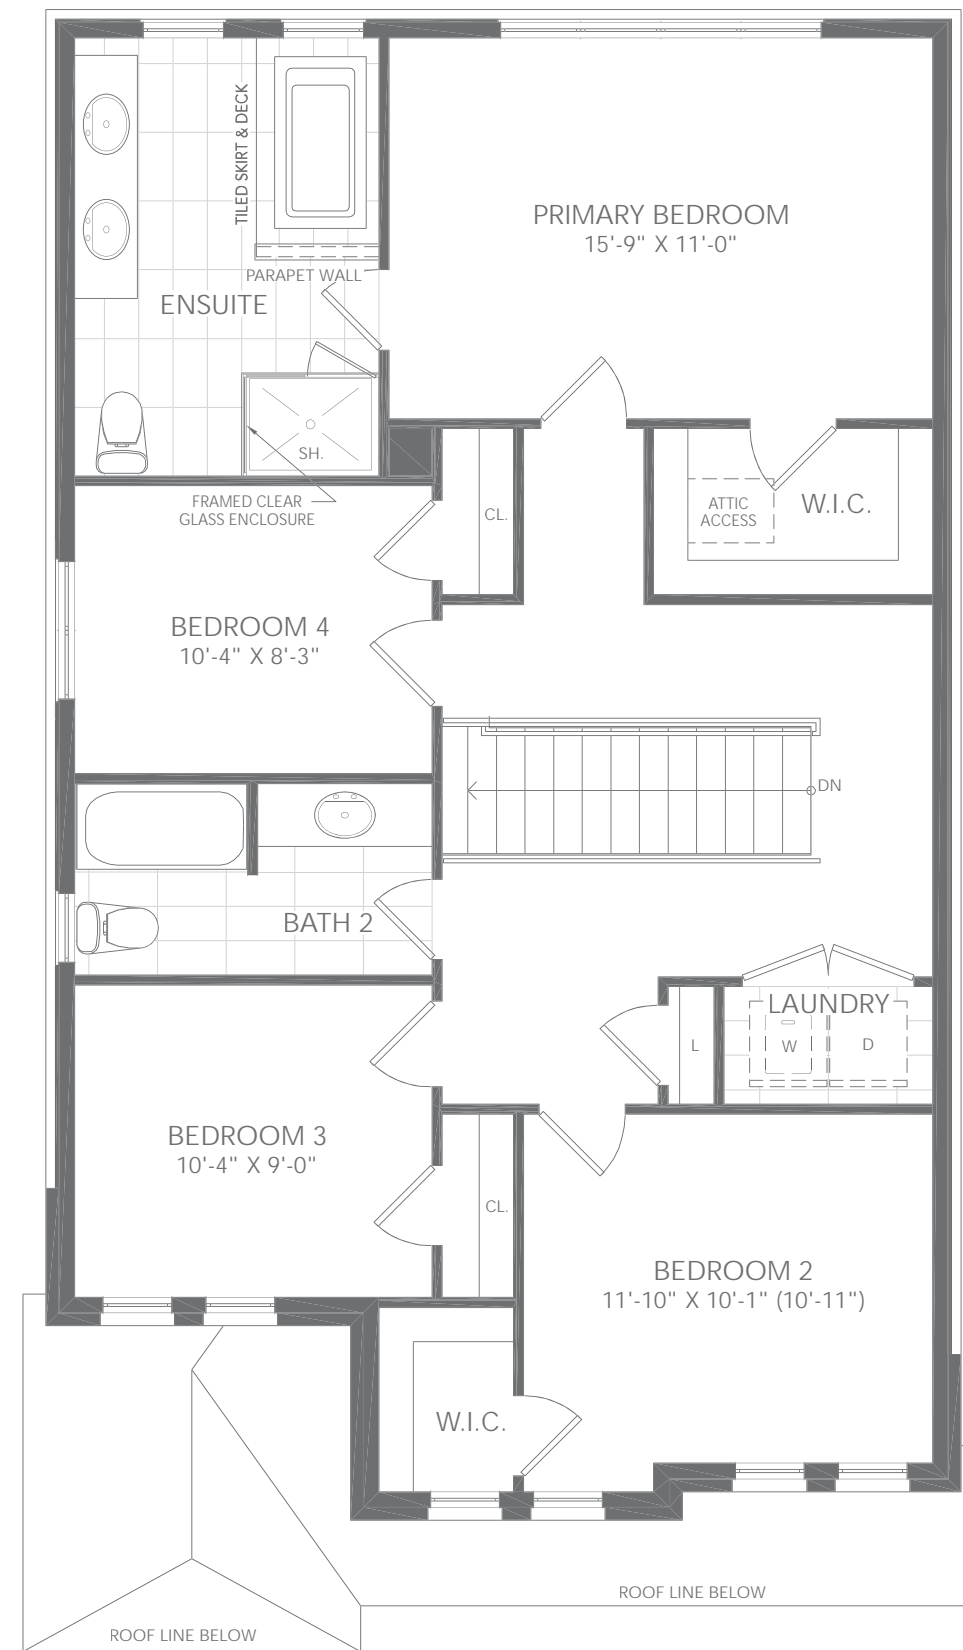 TILED SKIRT & DECK
PRIMARY BEDROOM
15'-9" X 11'-0"
PARAPET WALL
ENSUITE
SH.
FRAMED CLEAR
GLASS ENCLOSURE
CL.
ATTIC
ACCESS
W.I.C.
BEDROOM 4
10'-4" X 8'-3"
DN
BATH 2
LAUNDRY
L
W
D
BEDROOM 3
10'-4" X 9'-0"
CL.
BEDROOM 2
11'-10" X 10'-1" (10'-11")
W.I.C.
ROOF LINE BELOW
ROOF LINE BELOW